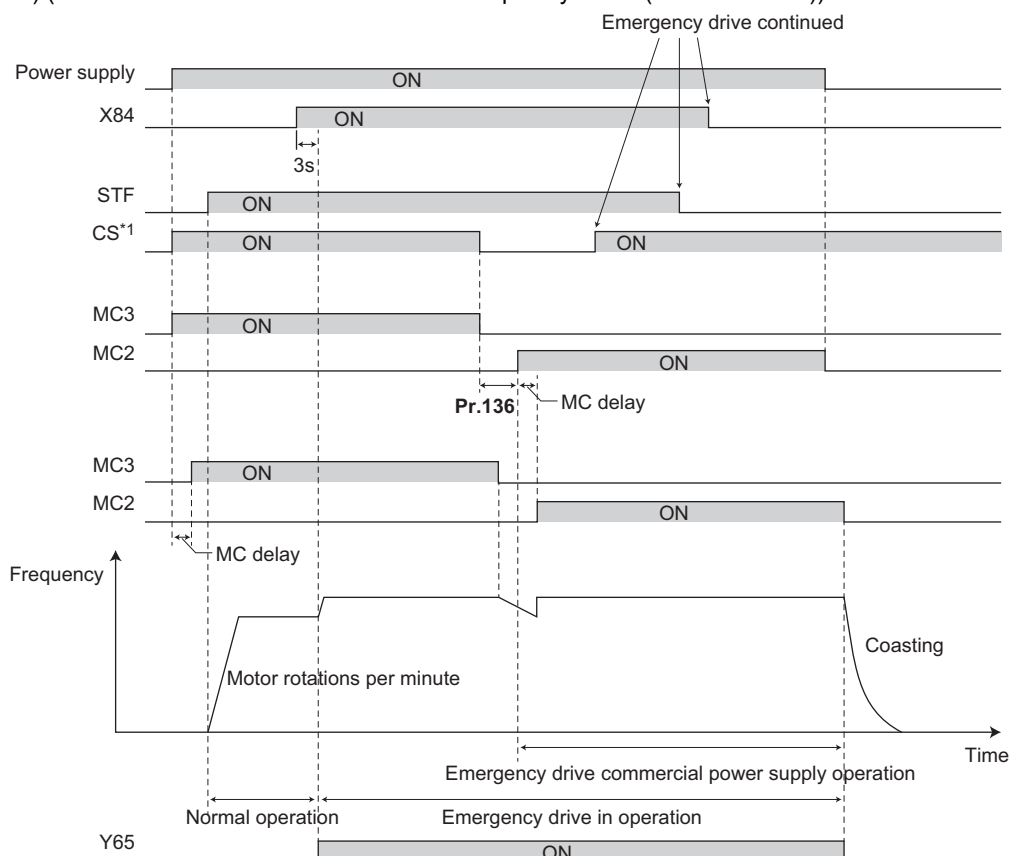 Emergency drive continued
Power supply
ON
X84
ON
3s
STF
ON
CS*1
ON
ON
MC3
ON
MC2
ON
Pr.136
MC delay
MC3
ON
MC2
ON
MC delay
Frequency
Coasting
Motor rotations per minute
Time
Emergency drive commercial power supply operation
Normal operation
Emergency drive in operation
Y65
ON